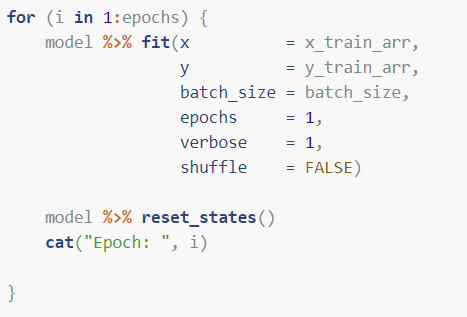 for (i in 1:epochs) {
    model %>% fit(x          = x_train_arr,
                  y          = y_train_arr,
                  batch_size = batch_size,
                  epochs     = 1,
                  verbose    = 1,
                  shuffle    = FALSE)

    model %>% reset_states()
    cat("Epoch: ", i)

}